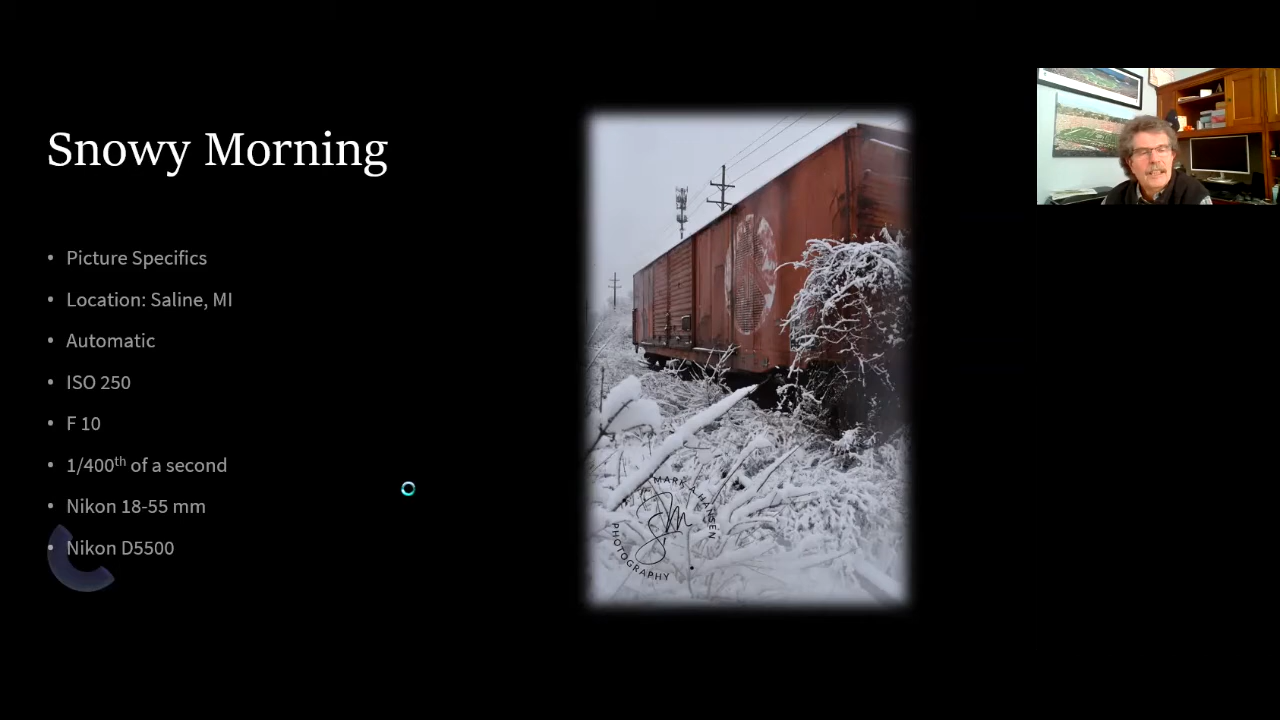 Snowy Morning
• Picture Specifics
• Location: Saline, MI
• Automatic
• ISO 250
• F 10
• 1/400th of a second
• Nikon 18-55 mm
• Nikon D5500
MARK A HANSEN
PHOTOGRAPHY